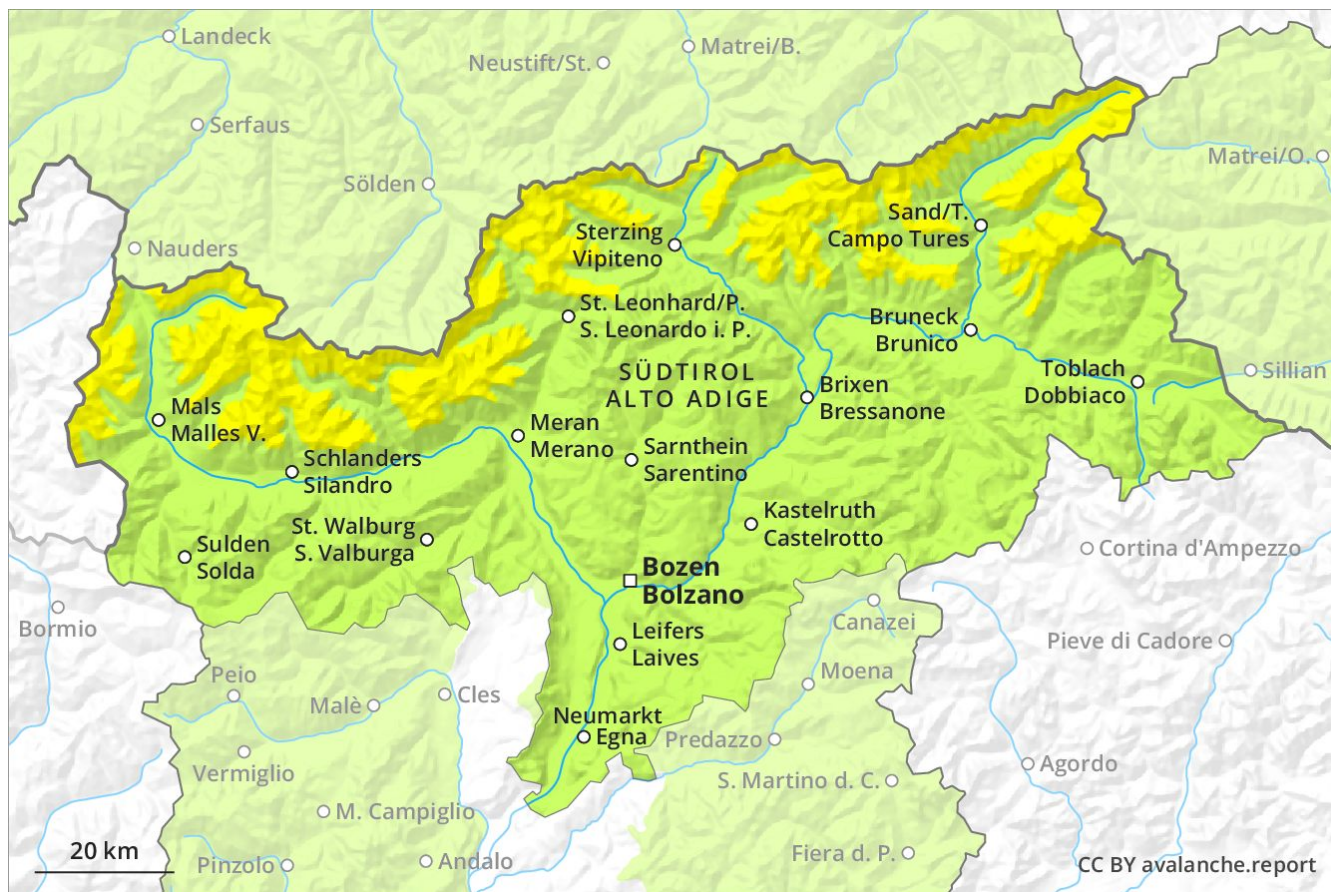 Landeck
Neustift/St.
Matrei/B.
Serfaus
Matrei/O.
Sölden
Nauders
Sterzing
Vipiteno
Sand/T.
Campo Tures
St. Leonhard/P.
S. Leonardo i. P.
Bruneck
Brunico
SÜDTIROL
ALTO ADIGE
Toblach
Dobbiaco
Sillian
Brixen
Bressanone
Mals
Malles V.
Meran
Merano
Schlanders
Silandro
Sarnthein
Sarentino
St. Walburg
S. Valburga
Kastelruth
Castelrotto
Sulden
Solda
Cortina d'Ampezzo
Bozen
Bolzano
Bormio
Canazei
Leifers
Laives
Pieve di Cadore
Peio
Moena
Malè
Cles
Neumarkt
Egna
Predazzo
Vermiglio
Agordo
S. Martino d. C.
M. Campiglio
20 km
Pinzolo
Andalo
Fiera d. P.
CC BY avalanche.report